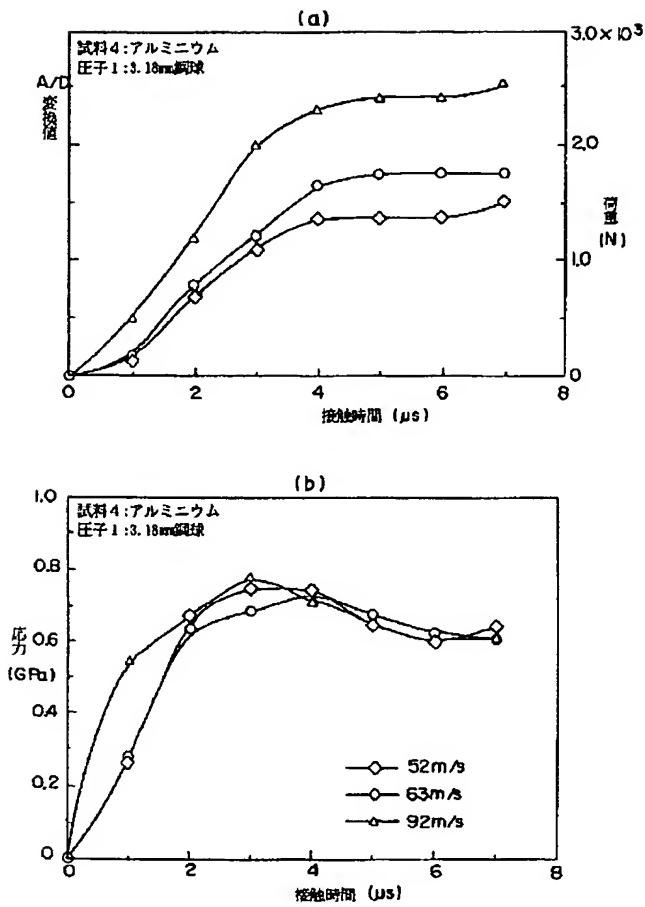 (a)
試料4:アルミニウム
圧子1:3.18mm鋼球
A/D
変換値
3.0×10³
2.0
1.0
0
荷重
(N)
0
2
4
6
8
接触時間 (μs)
(b)
試料4:アルミニウム
圧子1:3.18mm鋼球
1.0
0.8
0.6
0.4
0.2
0
応力
(GPa)
52m/s
63m/s
92m/s
0
2
4
6
8
接触時間 (μs)